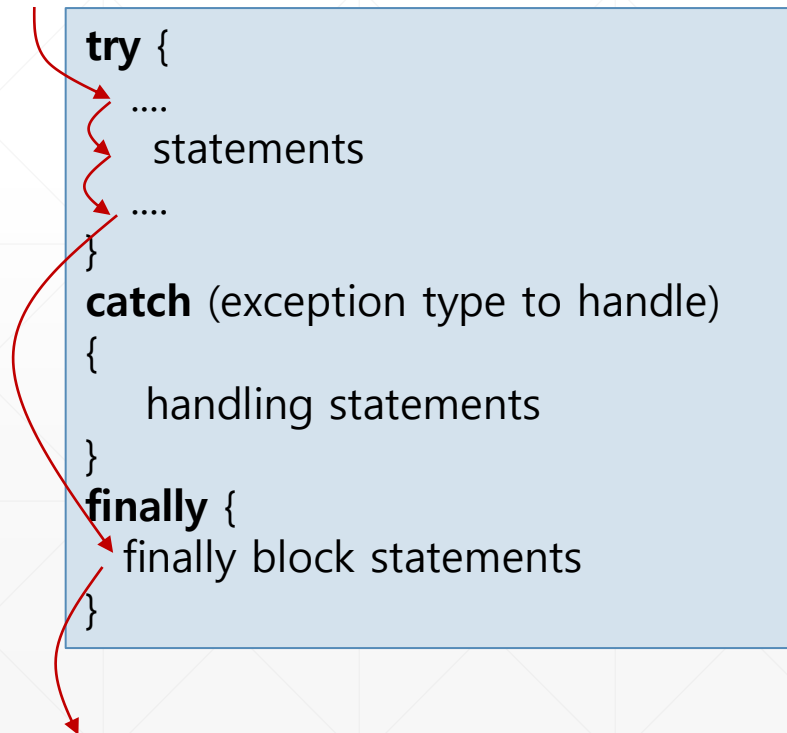 try {
....
statements
....
}
catch (exception type to handle)
{
handling statements
}
finally {
finally block statements
}